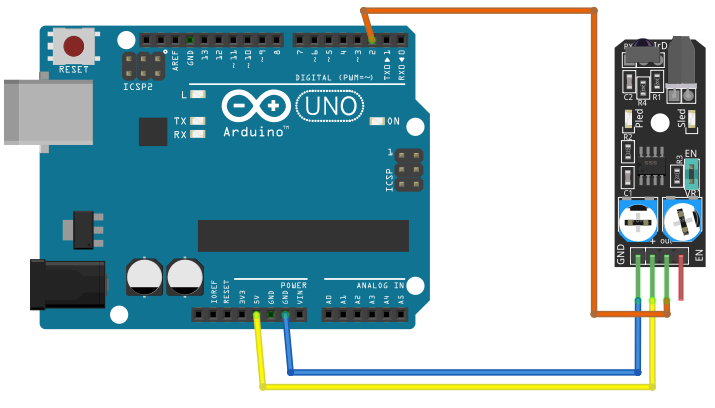 RESET
ICSP2
AREF
GND
13
12
~11
~10
~9
8
7
~6
~5
4
~3
2
TXD▶1
RXD◀0
DIGITAL (PWM=~)
L
TX
RX
UNO
Arduino™
ON
1
ICSP
POWER
ANALOG IN
IOREF
RESET
3V3
5V
GND
GND
VIN
A0
A1
A2
A3
A4
A5
IrD
C2
R4
R1
Pled
Sled
R2
EN
R3
C1
VR1
+ out
GND
EN